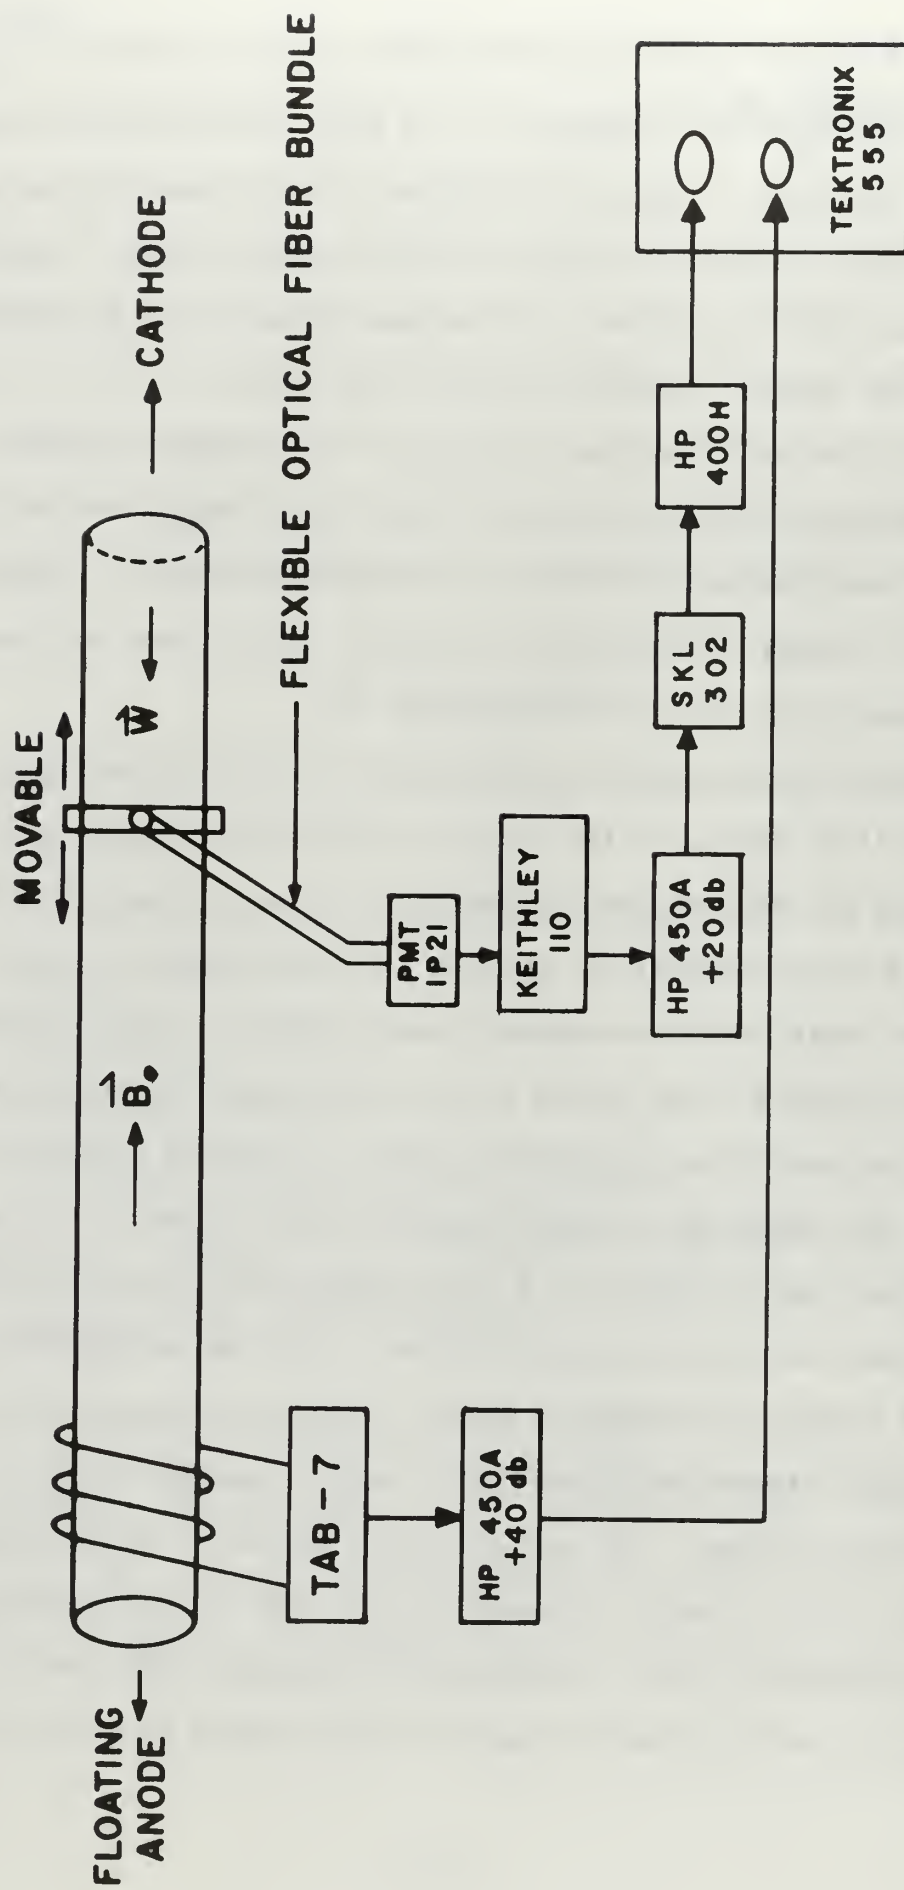 FLOATING
ANODE
MOVABLE
CATHODE
B₀
W
FLEXIBLE OPTICAL FIBER BUNDLE
TAB-7
HP 450A
+40 db
PMT
1P21
KEITHLEY
110
HP 450A
+20db
SKL
302
HP
400H
TEKTRONIX
555